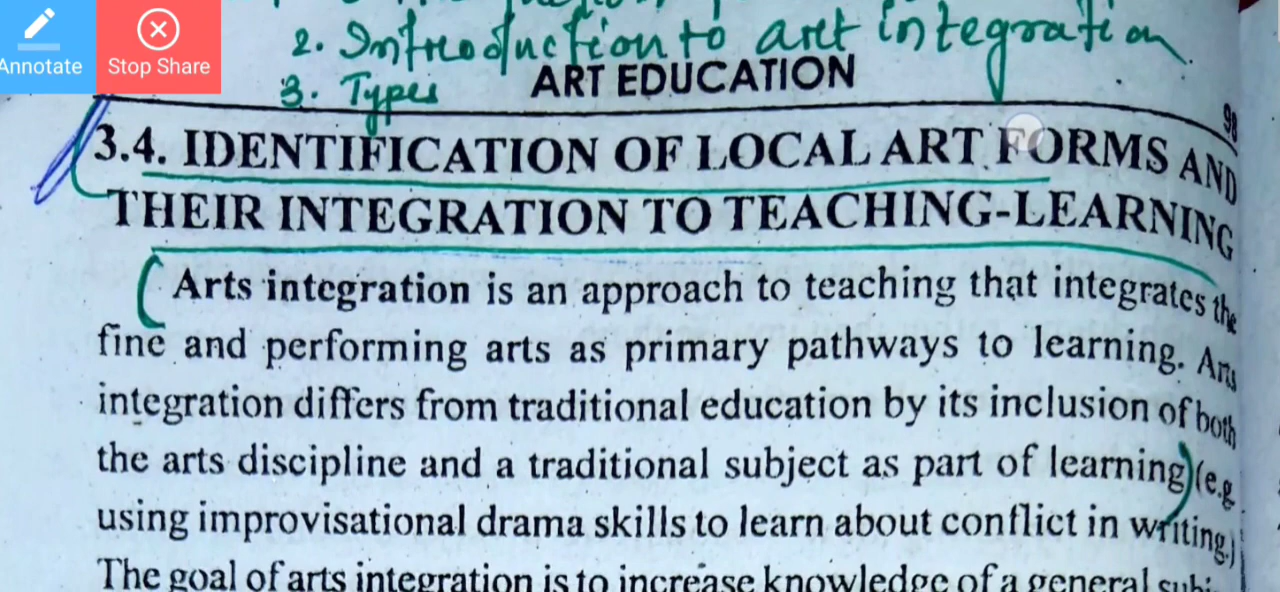 Annotate
Stop Share
2. Introduction to art integration
3. Types
ART EDUCATION
98
3.4. IDENTIFICATION OF LOCAL ART FORMS AND
THEIR INTEGRATION TO TEACHING-LEARNING
Arts integration is an approach to teaching that integrates the
fine and performing arts as primary pathways to learning. Arts
integration differs from traditional education by its inclusion of both
the arts discipline and a traditional subject as part of learning (e.g
using improvisational drama skills to learn about conflict in writing.)
The goal of arts integration is to increase knowledge of a general